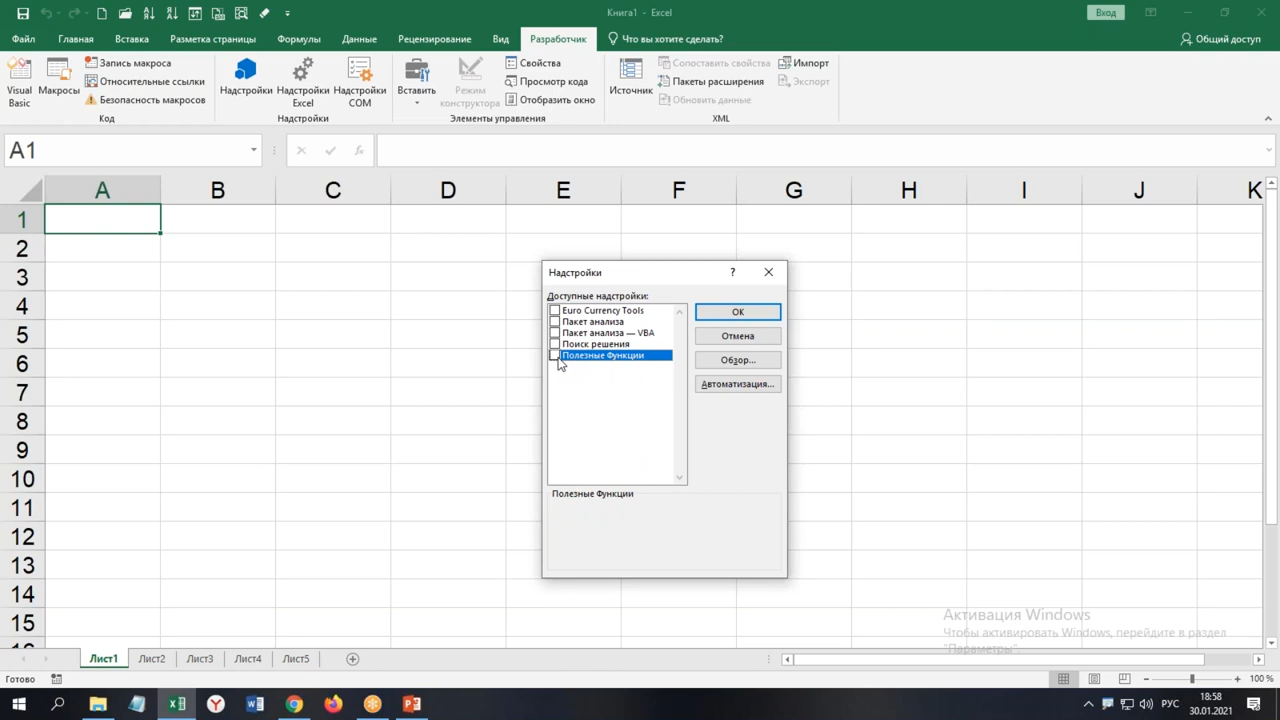 Книга1 - Excel
Вход
Файл Главная Вставка Разметка страницы Формулы Данные Рецензирование Вид Разработчик Что вы хотите сделать? Общий доступ
Visual Basic
Макросы
Запись макроса
Относительные ссылки
Безопасность макросов
Код
Надстройки
Надстройки Excel
Надстройки COM
Надстройки
Вставить
Режим конструктора
Свойства
Просмотр кода
Отобразить окно
Элементы управления
Источник
Сопоставить свойства
Пакеты расширения
Обновить данные
Импорт
Экспорт
XML
A1
A B C D E F G H I J K
1
2
3
4
5
6
7
8
9
10
11
12
13
14
15
16
Надстройки ?
Доступные надстройки:
Euro Currency Tools
Пакет анализа
Пакет анализа — VBA
Поиск решения
Полезные Функции
ОК
Отмена
Обзор...
Автоматизация...
Полезные Функции
Активация Windows
Чтобы активировать Windows, перейдите в раздел
"Параметры".
Лист1 Лист2 Лист3 Лист4 Лист5
Готово
100 %
РУС
18:58
30.01.2021